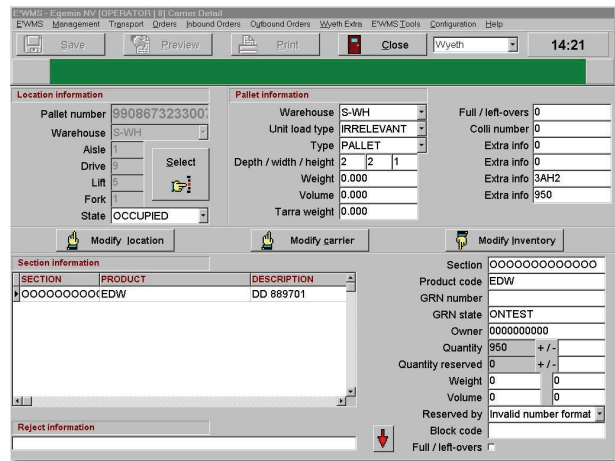 E'WMS - Egemin NV [OPERATOR | 8] Carrier Detail
E'WMS Management Transport Orders Inbound Orders Outbound Orders Wyeth Extra E'WMS Tools Configuration Help
Save Preview Print Close Wyeth 14:21
Location information
Pallet number 9908673233007
Warehouse S-WH
Aisle 1
Drive 9
Lift 5
Fork 1
State OCCUPIED
Select
Pallet information
Warehouse S-WH
Unit load type IRRELEVANT
Type PALLET
Depth / width / height 2 2 1
Weight 0.000
Volume 0.000
Tarra weight 0.000
Full / left-overs 0
Colli number 0
Extra info 0
Extra info 0
Extra info 3AH2
Extra info 950
Modify location Modify carrier Modify Inventory
Section information
SECTION PRODUCT DESCRIPTION
OOOOOOOOOO EDW DD 889701
Section OOOOOOOOOOOOO
Product code EDW
GRN number
GRN state ONTEST
Owner 0000000000
Quantity 950 +/-
Quantity reserved 0 +/-
Weight 0 0
Volume 0 0
Reserved by Invalid number format
Block code
Full / left-overs
Reject information